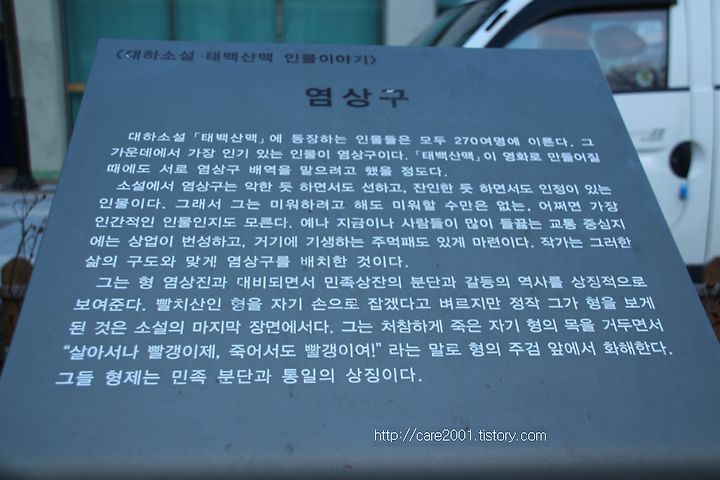 <대하소설 태백산맥 인물이야기>
염상구
대하소설 「태백산맥」에 등장하는 인물들은 모두 270여명에 이른다. 그
가운데에서 가장 인기 있는 인물이 염상구이다. 「태백산맥」이 영화로 만들어질
때에도 서로 염상구 배역을 맡으려고 했을 정도다.
소설에서 염상구는 악한 듯 하면서도 선하고, 잔인한 듯 하면서도 인정이 있는
인물이다. 그래서 그는 미워하려고 해도 미워할 수만은 없는, 어쩌면 가장
인간적인 인물인지도 모른다. 예나 지금이나 사람들이 많이 들끓는 교통 중심지
에는 상업이 번성하고, 거기에 기생하는 주먹패도 있게 마련이다. 작가는 그러한
삶의 구도와 맞게 염상구를 배치한 것이다.
그는 형 염상진과 대비되면서 민족상잔의 분단과 갈등의 역사를 상징적으로
보여준다. 빨치산인 형을 자기 손으로 잡겠다고 벼르지만 정작 그가 형을 보게
된 것은 소설의 마지막 장면에서다. 그는 처참하게 죽은 자기 형의 목을 거두면서
“살아서나 빨갱이제, 죽어서도 빨갱이여!” 라는 말로 형의 주검 앞에서 화해한다.
그들 형제는 민족 분단과 통일의 상징이다.
http://care2001.tistory.com